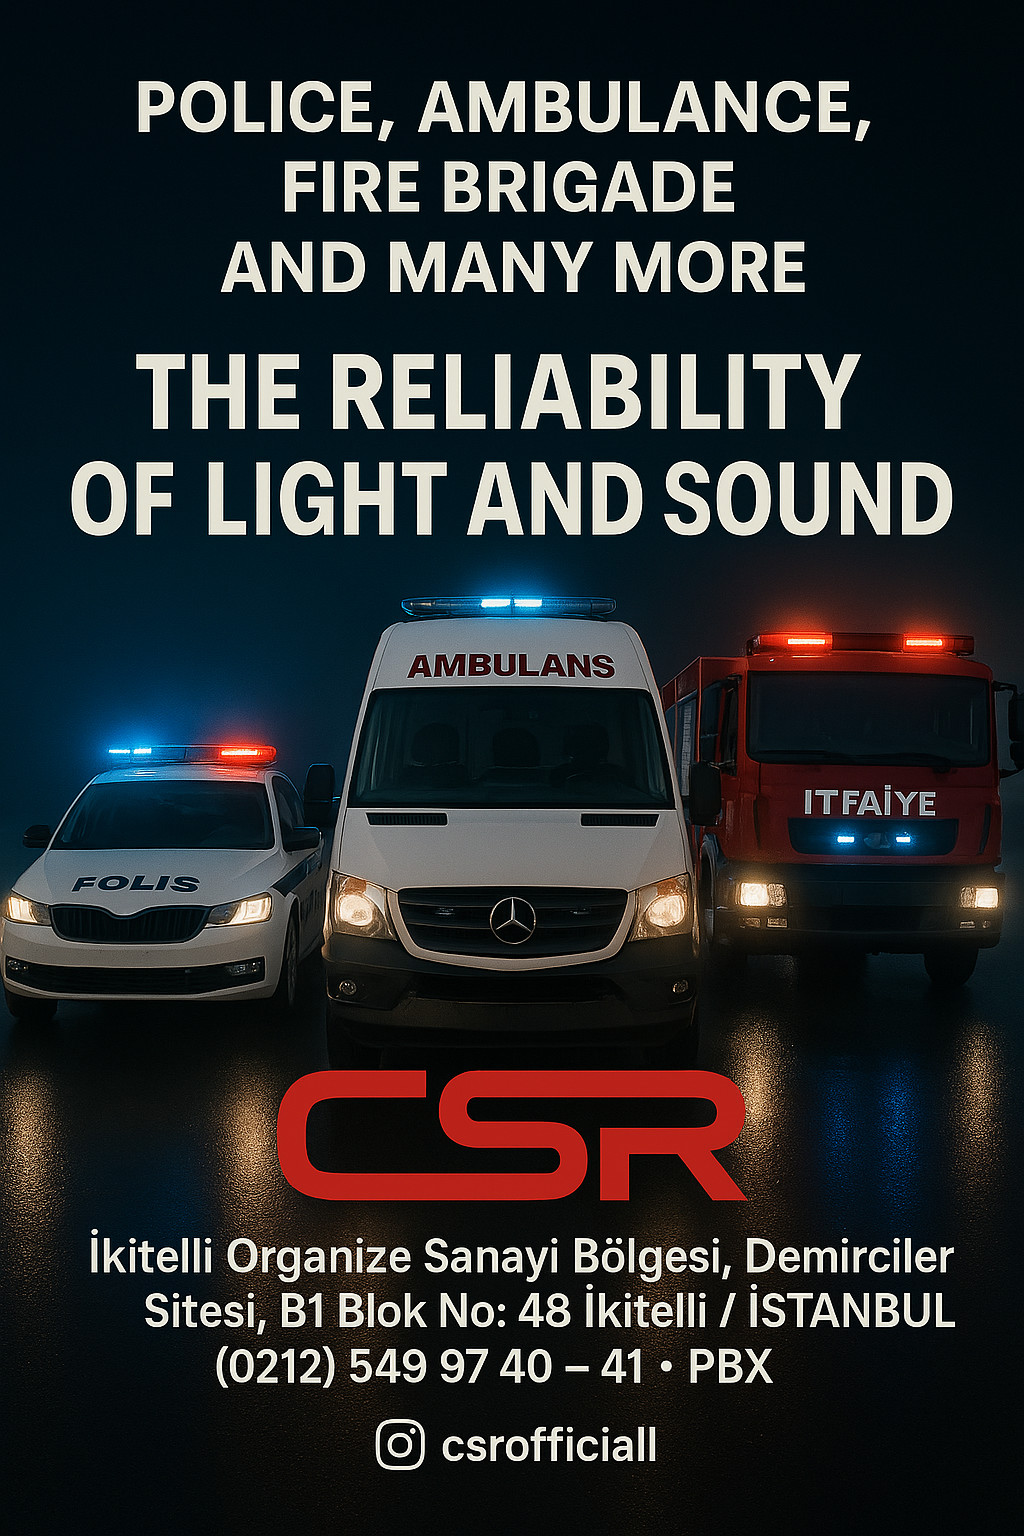 POLICE, AMBULANCE,
FIRE BRIGADE
AND MANY MORE
THE RELIABILITY
OF LIGHT AND SOUND
AMBULANS
ITFAİYE
FOLIS
CSR
İkitelli Organize Sanayi Bölgesi, Demirciler
Sitesi, B1 Blok No: 48 İkitelli / İSTANBUL
(0212) 549 97 40 – 41 • PBX
csrofficiall